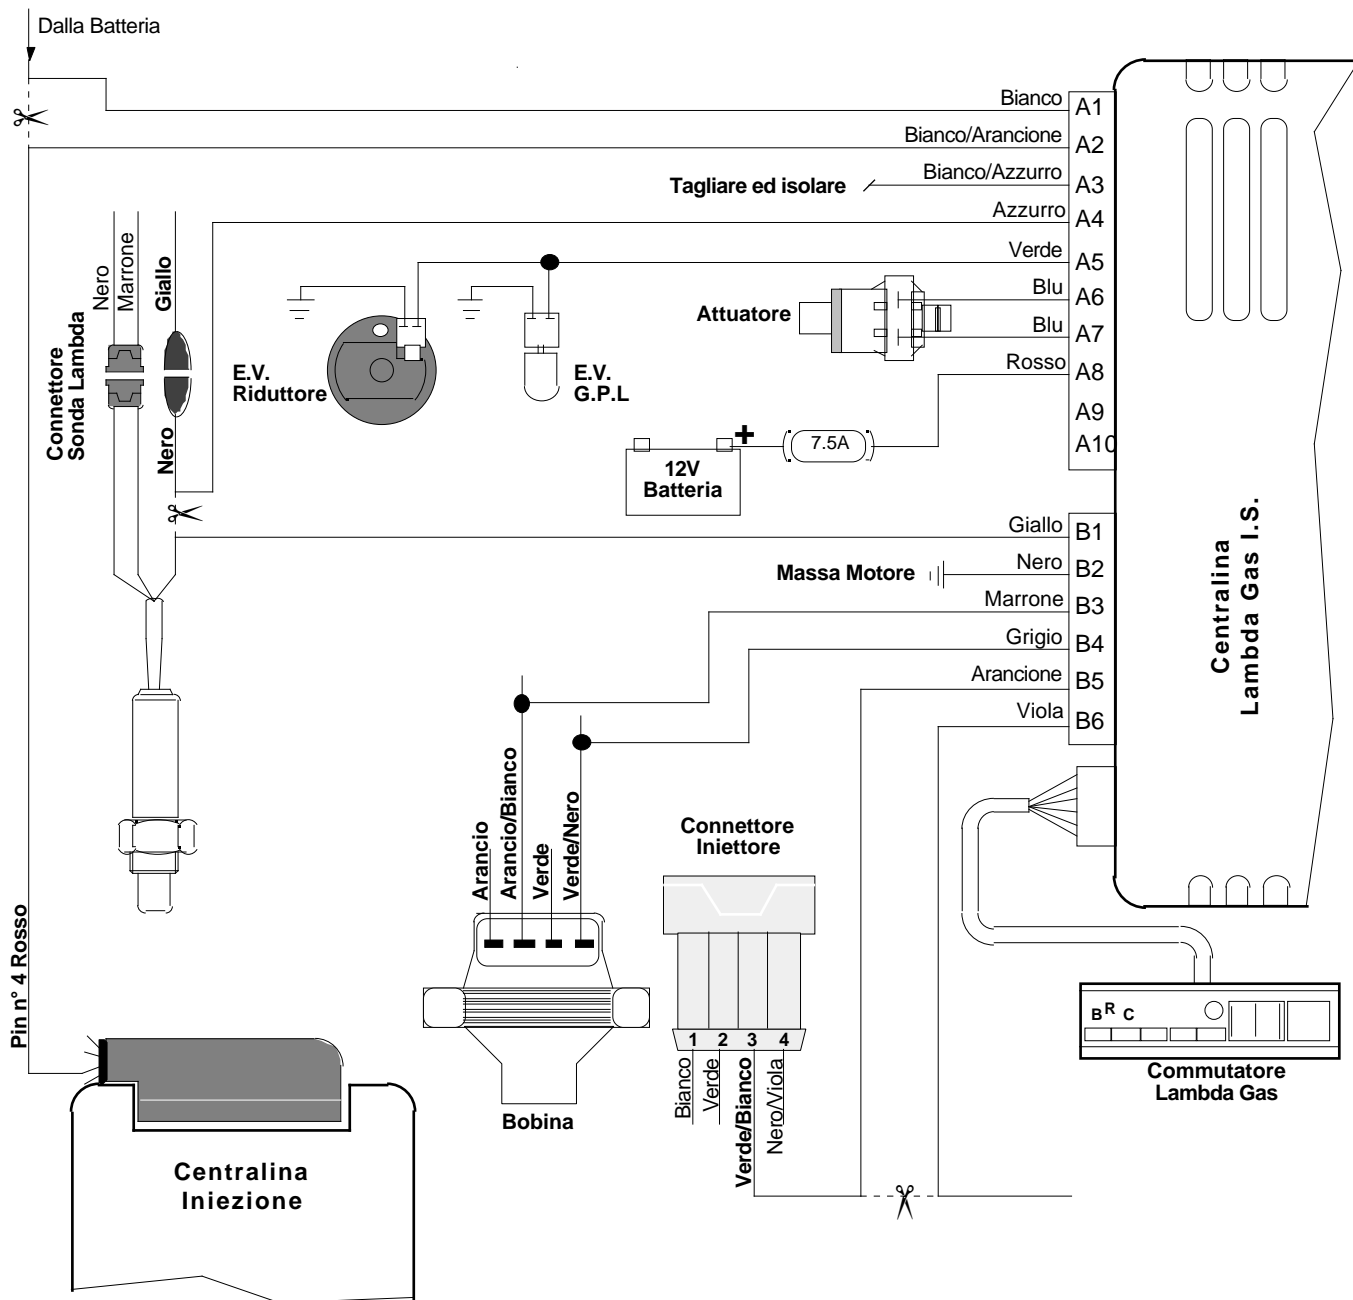 Dalla Batteria
Bianco
A1
Bianco/Arancione
A2
Bianco/Azzurro
A3
Tagliare ed isolare
Azzurro
A4
Verde
A5
Blu
A6
Attuatore
Blu
A7
Rosso
A8
A9
A10
Nero
Marrone
Giallo
Connettore
Sonda Lambda
Nero
E.V.
Riduttore
E.V.
G.P.L
+
7.5A
12V
Batteria
Giallo
B1
Nero
B2
Massa Motore
Marrone
B3
Grigio
B4
Arancione
B5
Viola
B6
Centralina
Lambda Gas I.S.
Arancio
Arancio/Bianco
Verde
Verde/Nero
Bobina
Connettore
Iniettore
1 2 3 4
Bianco
Verde
Verde/Bianco
Nero/Viola
B R C
Commutatore
Lambda Gas
Pin n° 4 Rosso
Centralina
Iniezione